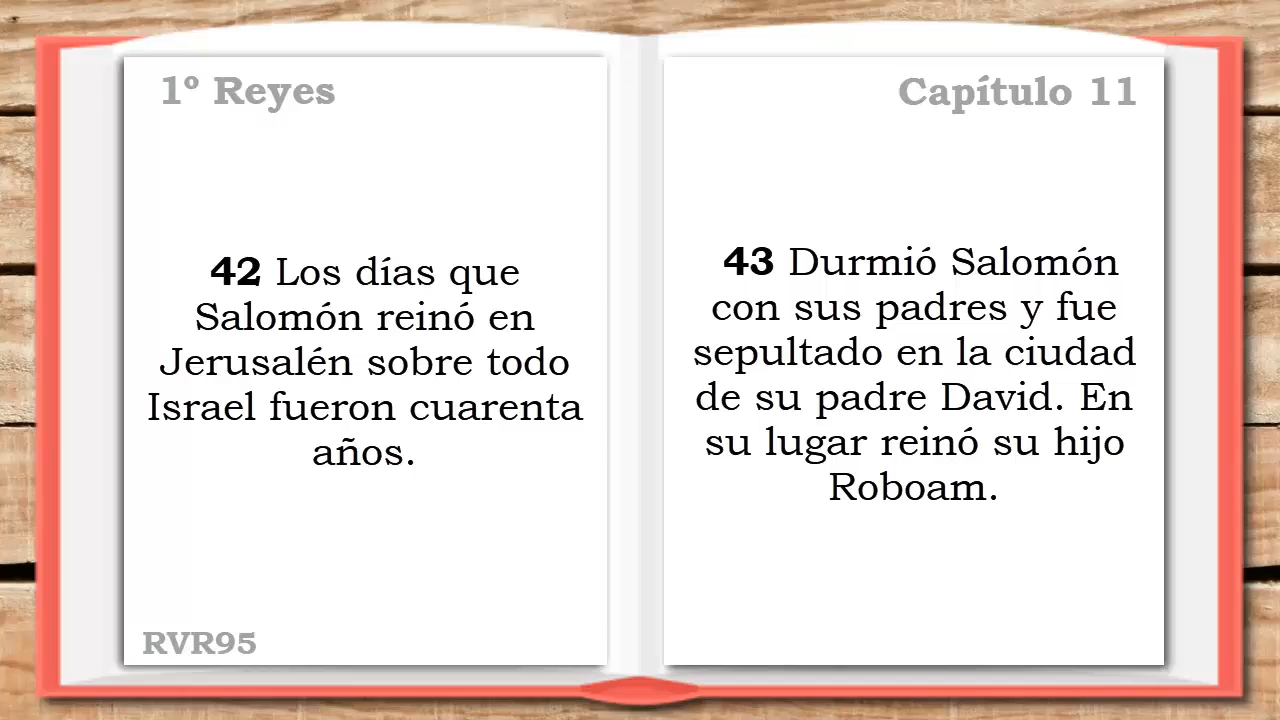 1º Reyes
42 Los días que
Salomón reinó en
Jerusalén sobre todo
Israel fueron cuarenta
años.
RVR95
Capítulo 11
43 Durmió Salomón
con sus padres y fue
sepultado en la ciudad
de su padre David. En
su lugar reinó su hijo
Roboam.